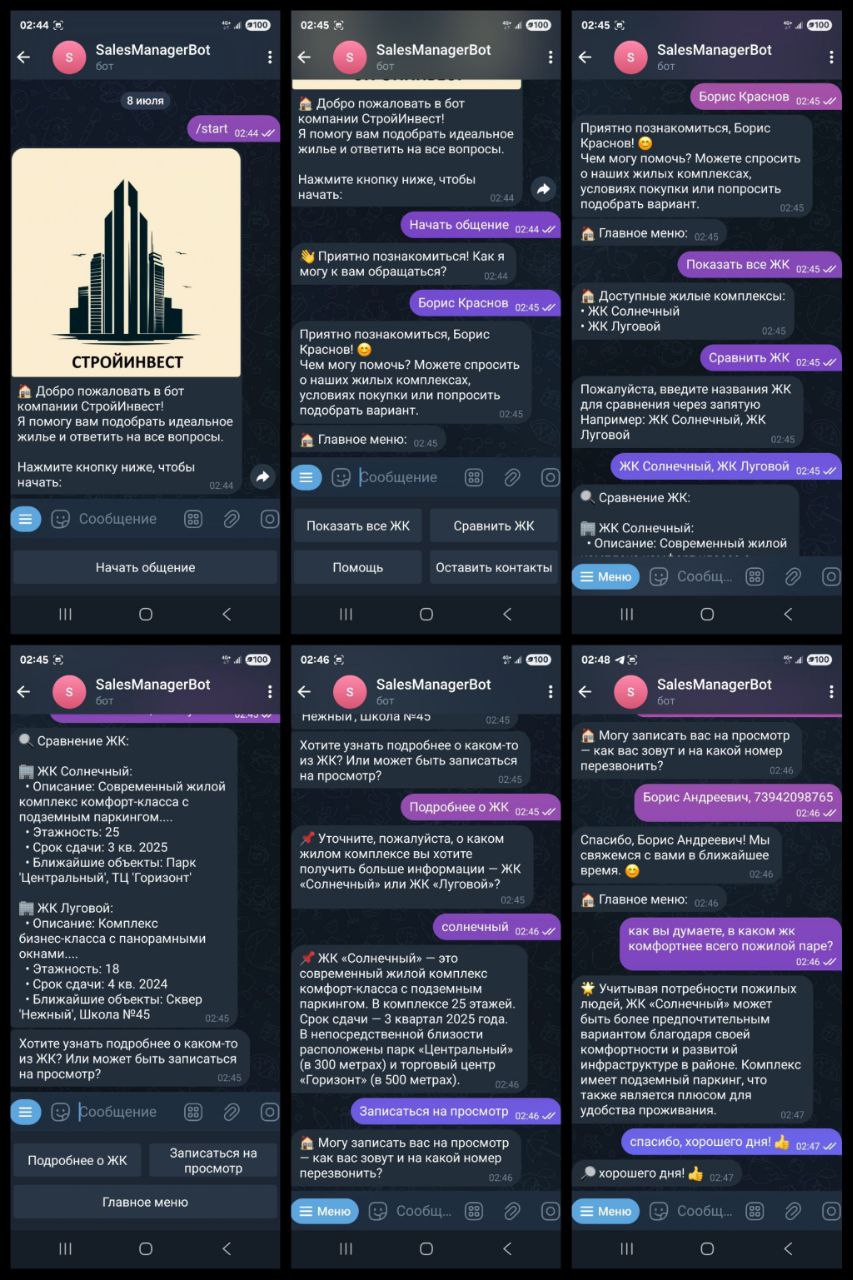 02:44
4G+
100
S
SalesManagerBot
бот
8 июля
/start 02:44
СТРОЙИНВЕСТ
🏠 Добро пожаловать в бот
компании СтройИнвест!
Я помогу вам подобрать идеальное
жилье и ответить на все вопросы.
Нажмите кнопку ниже, чтобы
начать: 02:44
Сообщение
Начать общение
02:45
4G+
100
S
SalesManagerBot
бот
СТРОЙИНВЕСТ
🏠 Добро пожаловать в бот
компании СтройИнвест!
Я помогу вам подобрать идеальное
жилье и ответить на все вопросы.
Нажмите кнопку ниже, чтобы
начать: 02:44
Начать общение 02:44
👋 Приятно познакомиться! Как я
могу к вам обращаться? 02:44
Борис Краснов 02:45
Приятно познакомиться, Борис
Краснов! 😊
Чем могу помочь? Можете спросить
о наших жилых комплексах,
условиях покупки или попросить
подобрать вариант. 02:45
🏠 Главное меню: 02:45
Сообщение
Показать все ЖК
Сравнить ЖК
Помощь
Оставить контакты
02:45
4G+
100
S
SalesManagerBot
бот
Борис Краснов 02:45
Приятно познакомиться, Борис
Краснов! 😊
Чем могу помочь? Можете спросить
о наших жилых комплексах,
условиях покупки или попросить
подобрать вариант. 02:45
🏠 Главное меню: 02:45
Показать все ЖК 02:45
🏠 Доступные жилые комплексы:
• ЖК Солнечный
• ЖК Луговой 02:45
Сравнить ЖК 02:45
Пожалуйста, введите названия ЖК
для сравнения через запятую
Например: ЖК Солнечный, ЖК
Луговой 02:45
ЖК Солнечный, ЖК Луговой 02:45
🔍 Сравнение ЖК:
🏢 ЖК Солнечный:
• Описание: Современный жилой
Меню
Сообщ...
02:45
4G+
100
S
SalesManagerBot
бот
02:45
🔍 Сравнение ЖК:
🏢 ЖК Солнечный:
• Описание: Современный жилой
комплекс комфорт-класса с
подземным паркингом....
• Этажность: 25
• Срок сдачи: 3 кв. 2025
• Ближайшие объекты: Парк
'Центральный', ТЦ 'Горизонт'
🏢 ЖК Луговой:
• Описание: Комплекс
бизнес-класса с панорамными
окнами....
• Этажность: 18
• Срок сдачи: 4 кв. 2024
• Ближайшие объекты: Сквер
'Нежный', Школа №45 02:45
Хотите узнать подробнее о каком-то
из ЖК? Или может быть записаться
на просмотр? 02:45
Сообщение
Подробнее о ЖК
Записаться на
просмотр
Главное меню
02:46
4G+
100
S
SalesManagerBot
бот
'Нежный', Школа №45 02:45
Хотите узнать подробнее о каком-то
из ЖК? Или может быть записаться
на просмотр? 02:45
Подробнее о ЖК 02:45
📌 Уточните, пожалуйста, о каком
жилом комплексе вы хотите
получить больше информации — ЖК
«Солнечный» или ЖК «Луговой»?
02:45
солнечный 02:46
📌 ЖК «Солнечный» — это
современный жилой комплекс
комфорт-класса с подземным
паркингом. В комплексе 25 этажей.
Срок сдачи — 3 квартал 2025 года.
В непосредственной близости
расположены парк «Центральный»
(в 300 метрах) и торговый центр
«Горизонт» (в 500 метрах). 02:46
Записаться на просмотр 02:46
🏠 Могу записать вас на просмотр
— как вас зовут и на какой номер
перезвонить? 02:46
Меню
Сообщ...
02:48
4G+
100
S
SalesManagerBot
бот
🏠 Могу записать вас на просмотр
— как вас зовут и на какой номер
перезвонить? 02:46
Борис Андреевич, 73942098765
02:46
Спасибо, Борис Андреевич! Мы
свяжемся с вами в ближайшее
время. 😊 02:46
🏠 Главное меню: 02:46
как вы думаете, в каком жк
комфортнее всего пожилой паре?
02:46
🌟 Учитывая потребности пожилых
людей, ЖК «Солнечный» может
быть более предпочтительным
вариантом благодаря своей
комфортности и развитой
инфраструктуре в районе. Комплекс
имеет подземный паркинг, что
также является плюсом для
удобства проживания. 02:47
спасибо, хорошего дня! 👍 02:47
🔎 хорошего дня! 👍 02:47
Меню
Сообщ...